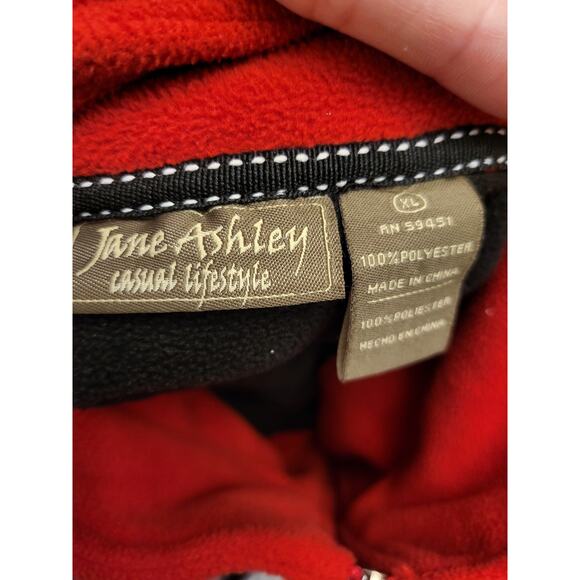 Jane Ashley
casual lifestyle
XL
RN 59451
100% POLYESTER
MADE IN CHINA
100% POLIESTER
HECHO EN CHINA